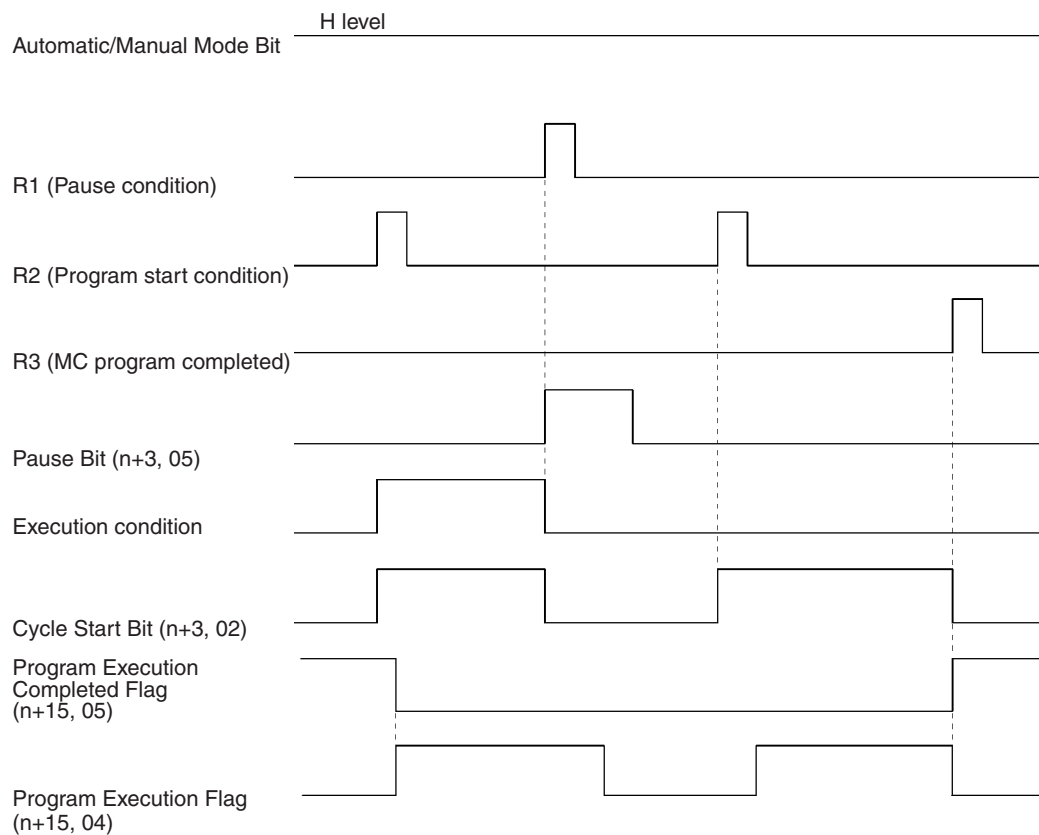 H level
Automatic/Manual Mode Bit
R1 (Pause condition)
R2 (Program start condition)
R3 (MC program completed)
Pause Bit (n+3, 05)
Execution condition
Cycle Start Bit (n+3, 02)
Program Execution
Completed Flag
(n+15, 05)
Program Execution Flag
(n+15, 04)